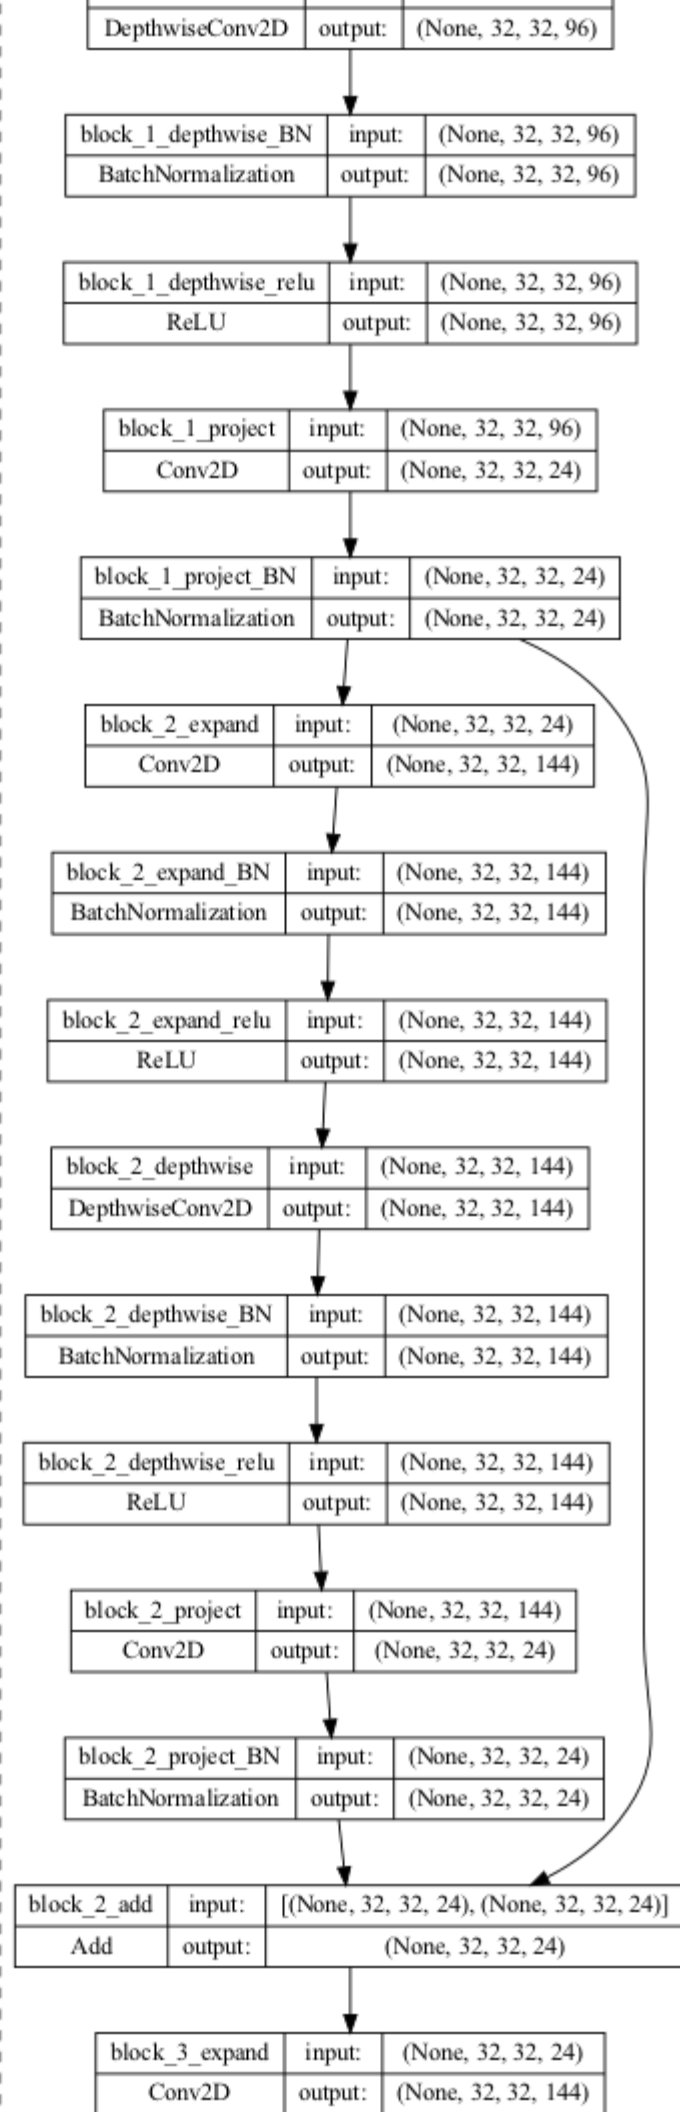 DepthwiseConv2D output: (None, 32, 32, 96)
block_1_depthwise_BN input: (None, 32, 32, 96)
BatchNormalization output: (None, 32, 32, 96)
block_1_depthwise_relu input: (None, 32, 32, 96)
ReLU output: (None, 32, 32, 96)
block_1_project input: (None, 32, 32, 96)
Conv2D output: (None, 32, 32, 24)
block_1_project_BN input: (None, 32, 32, 24)
BatchNormalization output: (None, 32, 32, 24)
block_2_expand input: (None, 32, 32, 24)
Conv2D output: (None, 32, 32, 144)
block_2_expand_BN input: (None, 32, 32, 144)
BatchNormalization output: (None, 32, 32, 144)
block_2_expand_relu input: (None, 32, 32, 144)
ReLU output: (None, 32, 32, 144)
block_2_depthwise input: (None, 32, 32, 144)
DepthwiseConv2D output: (None, 32, 32, 144)
block_2_depthwise_BN input: (None, 32, 32, 144)
BatchNormalization output: (None, 32, 32, 144)
block_2_depthwise_relu input: (None, 32, 32, 144)
ReLU output: (None, 32, 32, 144)
block_2_project input: (None, 32, 32, 144)
Conv2D output: (None, 32, 32, 24)
block_2_project_BN input: (None, 32, 32, 24)
BatchNormalization output: (None, 32, 32, 24)
block_2_add input: [(None, 32, 32, 24), (None, 32, 32, 24)]
Add output: (None, 32, 32, 24)
block_3_expand input: (None, 32, 32, 24)
Conv2D output: (None, 32, 32, 144)